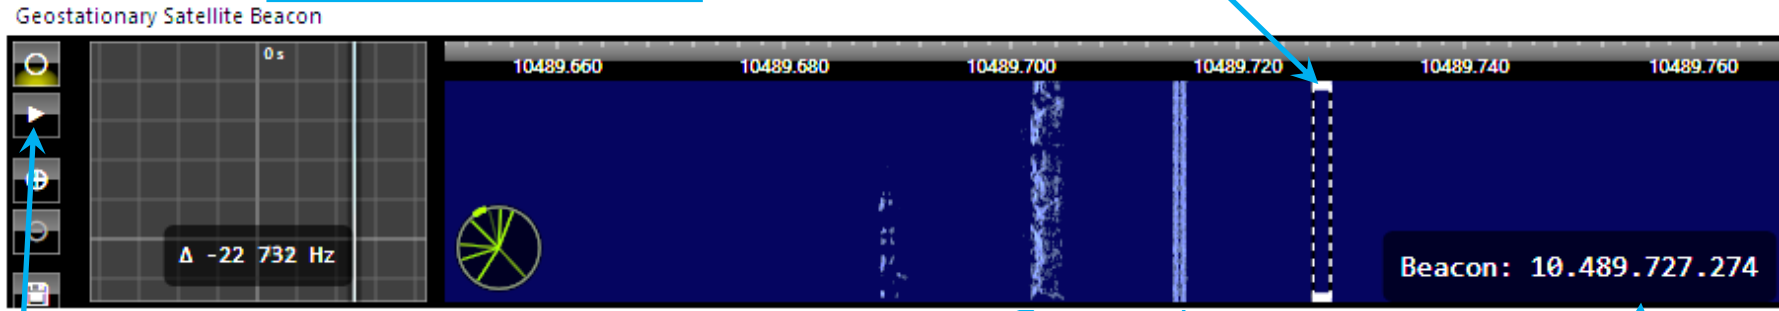 Geostationary Satellite Beacon
0 s
10489.660 10489.680 10489.700 10489.720 10489.740 10489.760
Δ -22 732 Hz
Beacon: 10.489.727.274